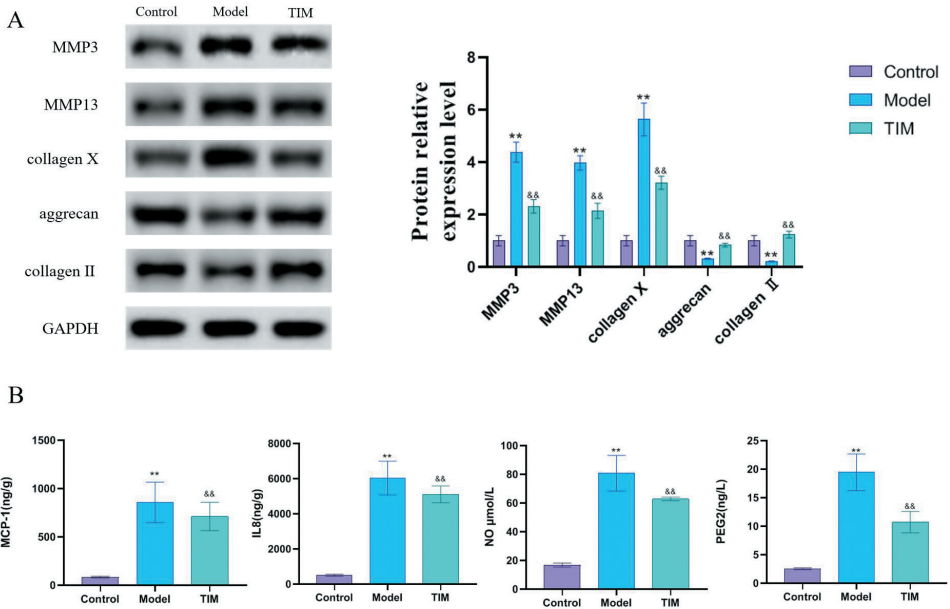 A
Control Model TIM
MMP3
MMP13
collagen X
aggrecan
collagen II
GAPDH
Protein relative
expression level
8
6
4
2
0
** && ** && ** && ** && ** &&
MMP3 MMP13 collagen X aggrecan collagen Ⅱ
Control
Model
TIM
B
MCP-1(ng/g)
1500
1000
500
0
** &&
Control Model TIM
IL8(ng/g)
8000
6000
4000
2000
0
** &&
Control Model TIM
NO μmol/L
100
80
60
40
20
0
** &&
Control Model TIM
PEG2(ng/L)
25
20
15
10
5
0
** &&
Control Model TIM